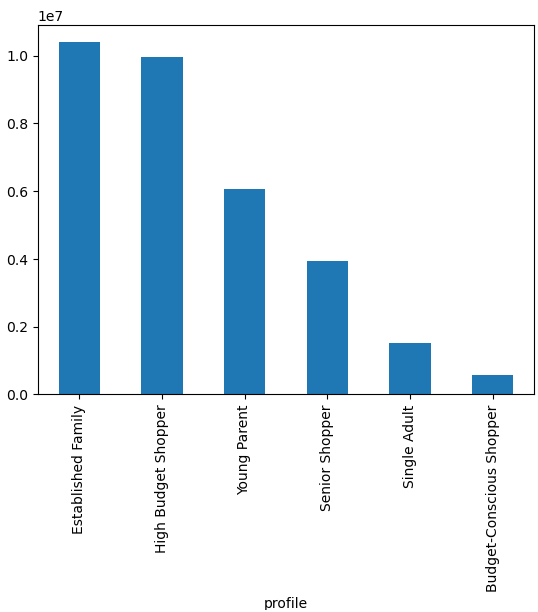 1e7
1.0
0.8
0.6
0.4
0.2
0.0
Established Family
High Budget Shopper
Young Parent
Senior Shopper
Single Adult
Budget-Conscious Shopper
profile